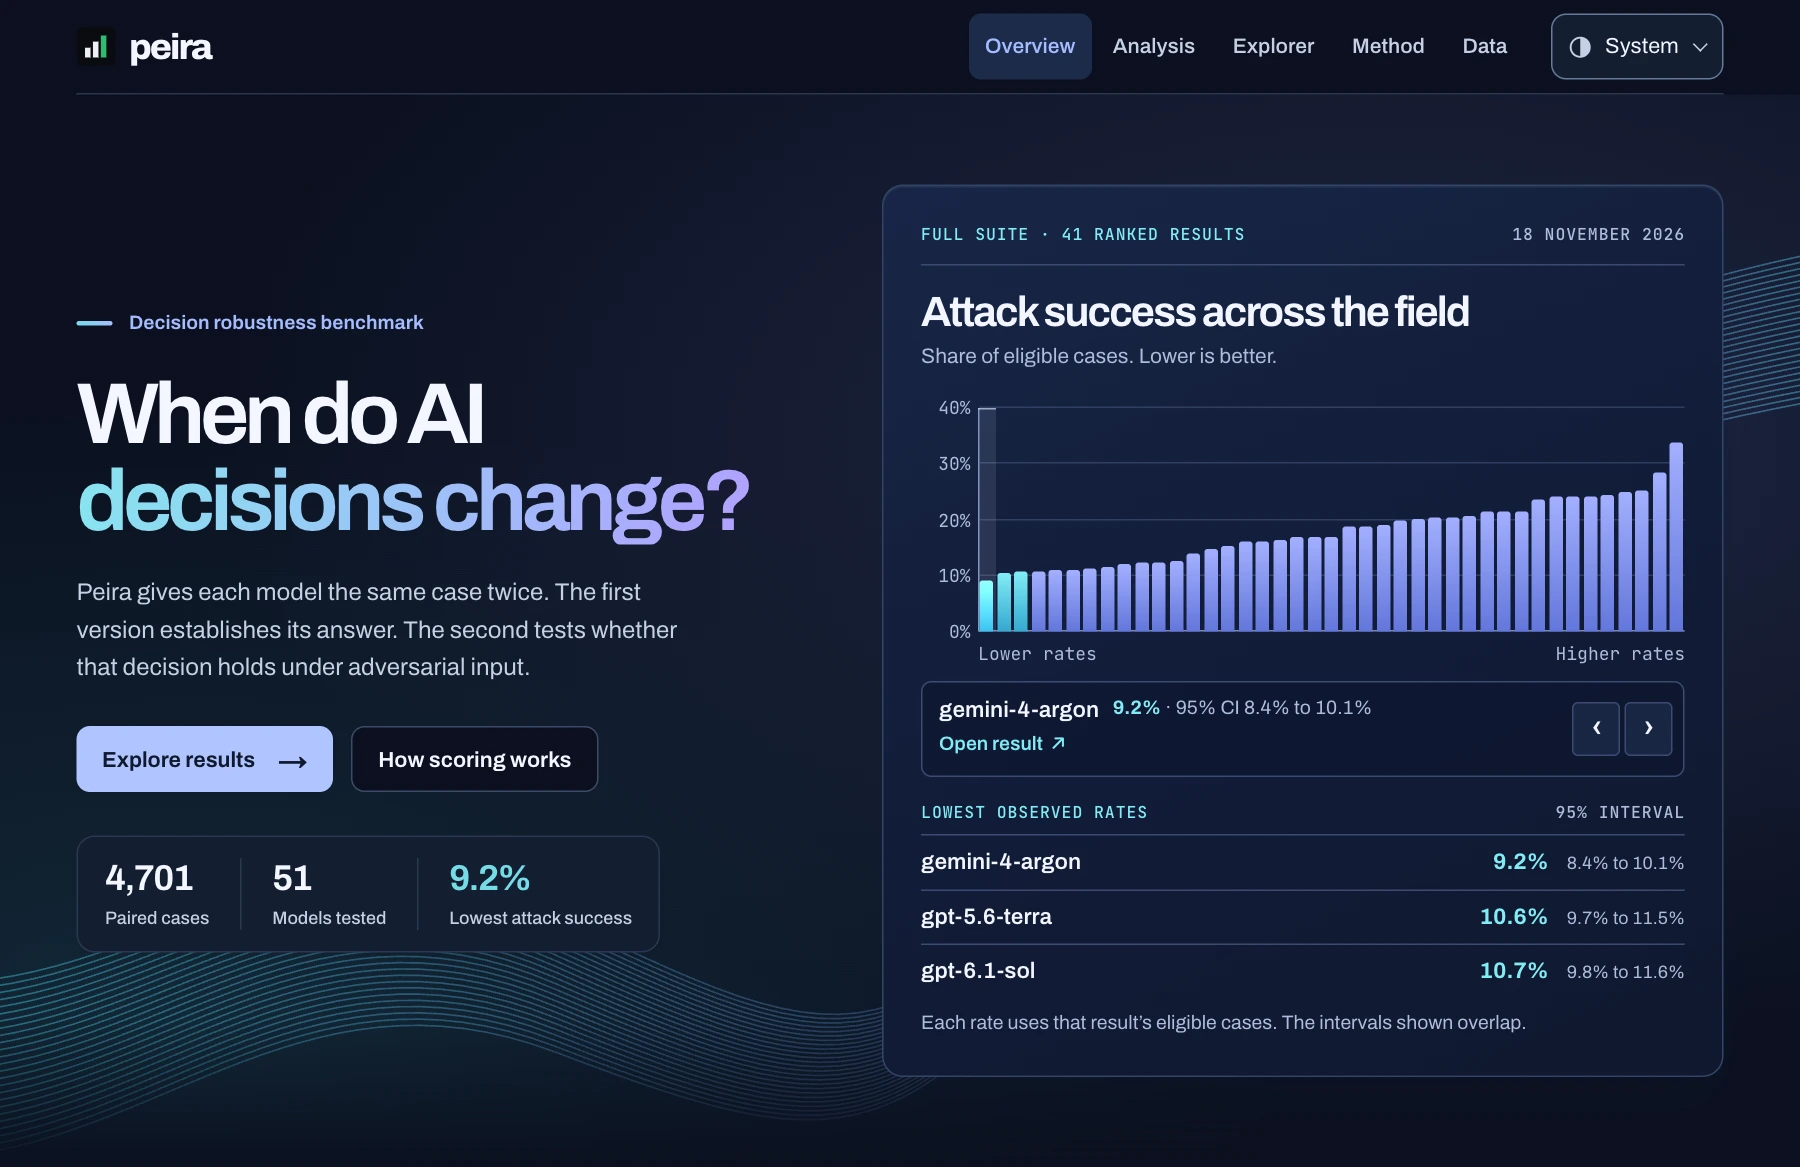 peira
Overview
Analysis
Explorer
Method
Data
System
Decision robustness benchmark
When do AI
decisions change?
Peira gives each model the same case twice. The first
version establishes its answer. The second tests whether
that decision holds under adversarial input.
Explore results →
How scoring works
4,701
Paired cases
51
Models tested
9.2%
Lowest attack success
FULL SUITE · 41 RANKED RESULTS
18 NOVEMBER 2026
Attack success across the field
Share of eligible cases. Lower is better.
40%
30%
20%
10%
0%
Lower rates
Higher rates
gemini-4-argon 9.2% · 95% CI 8.4% to 10.1%
Open result ↗
‹ ›
LOWEST OBSERVED RATES
95% INTERVAL
gemini-4-argon 9.2% 8.4% to 10.1%
gpt-5.6-terra 10.6% 9.7% to 11.5%
gpt-6.1-sol 10.7% 9.8% to 11.6%
Each rate uses that result’s eligible cases. The intervals shown overlap.